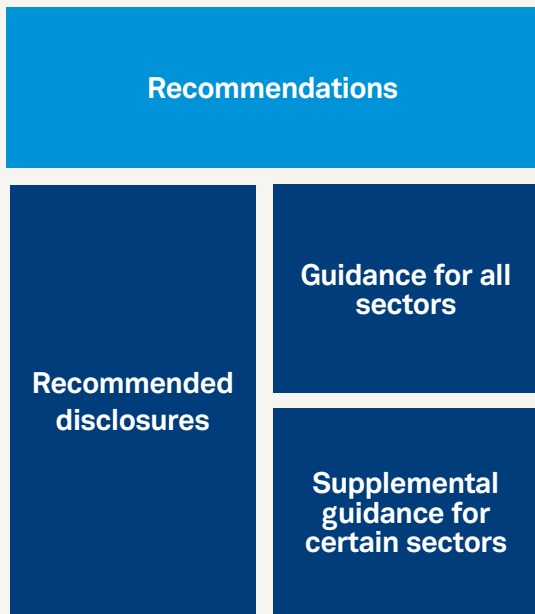 Recommendations
Recommended
disclosures
Guidance for all
sectors
Supplemental
guidance for
certain sectors